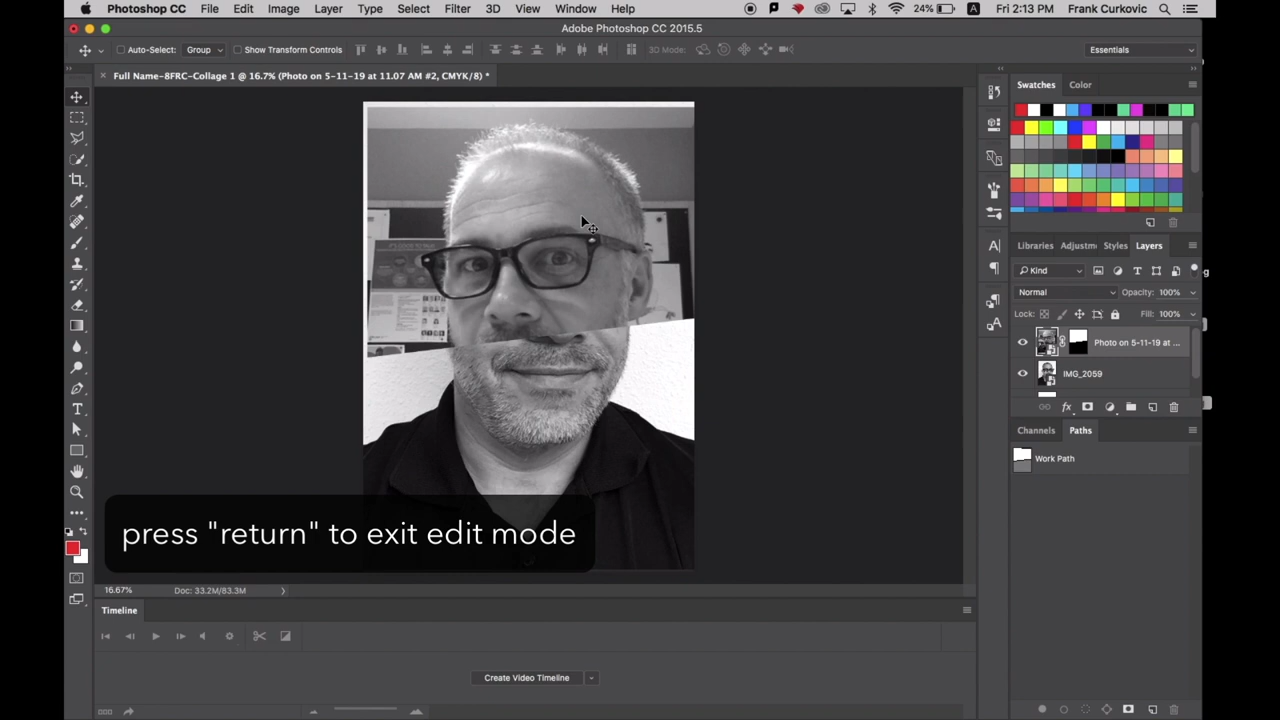 Photoshop CC File Edit Image Layer Type Select Filter 3D View Window Help 24% A Fri 2:13 PM Frank Curkovic
Adobe Photoshop CC 2015.5
Auto-Select: Group Show Transform Controls 3D Mode: Essentials
× Full Name-8FRC-Collage 1 @ 16.7% (Photo on 5-11-19 at 11.07 AM #2, CMYK/8) *
Swatches Color
Libraries Adjustm Styles Layers
Kind
Normal Opacity: 100%
Lock: Fill: 100%
Photo on 5-11-19 at ...
IMG_2059
fx
Channels Paths
Work Path
press "return" to exit edit mode
16.67% Doc: 33.2M/83.3M
Timeline
Create Video Timeline